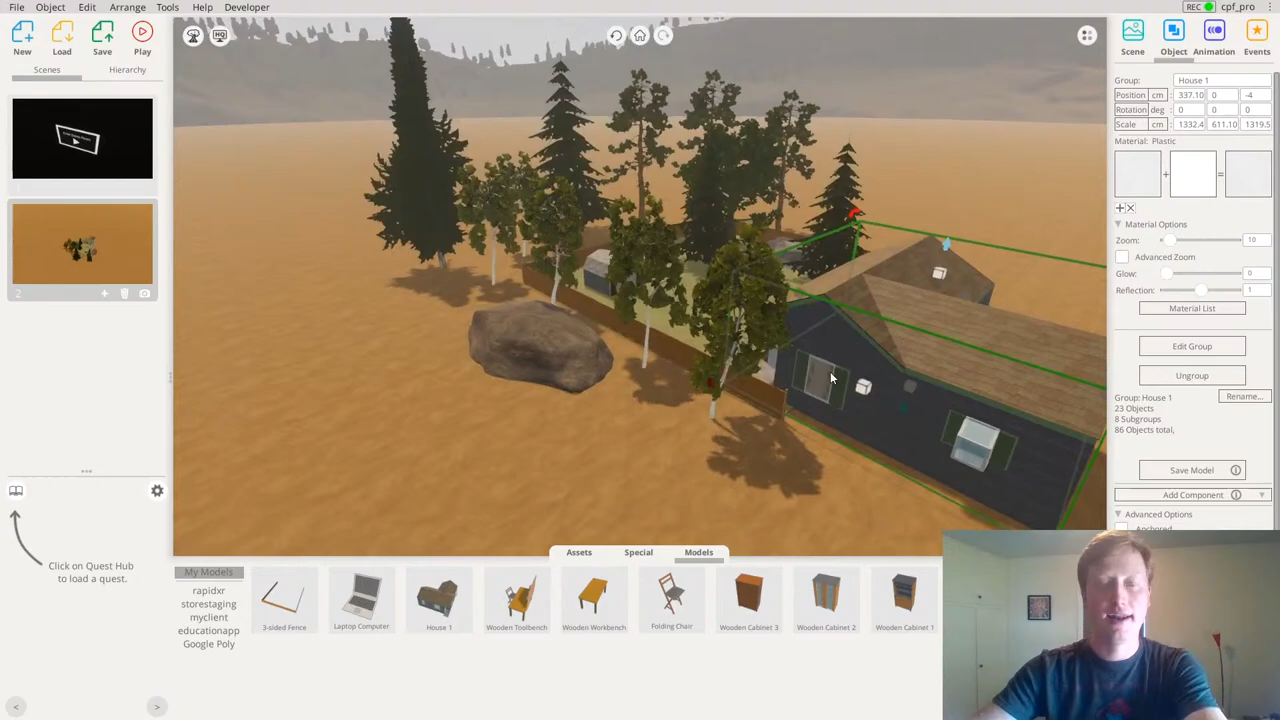 File Object Edit Arrange Tools Help Developer REC cpf_pro
New Load Save Play Scene Object Animation Events
Scenes Hierarchy
HQ
Group: House 1
Position cm : 337.10 0 -4
Rotation deg : 0 0 0
Scale cm : 1332.4 611.10 1319.5
Material: Plastic
+ =
Material Options
Zoom: 10
Advanced Zoom
Glow: 0
Reflection: 1
Material List
2
Edit Group
Ungroup
Group: House 1 Rename...
23 Objects
8 Subgroups
86 Objects total,
Save Model
Add Component
Advanced Options
Anchored
Click on Quest Hub
to load a quest.
Assets Special Models
My Models
rapidxr
storestaging
myclient
educationapp
Google Poly
3-sided Fence Laptop Computer House 1 Wooden Toolbench Wooden Workbench Folding Chair Wooden Cabinet 3 Wooden Cabinet 2 Wooden Cabinet 1
< >